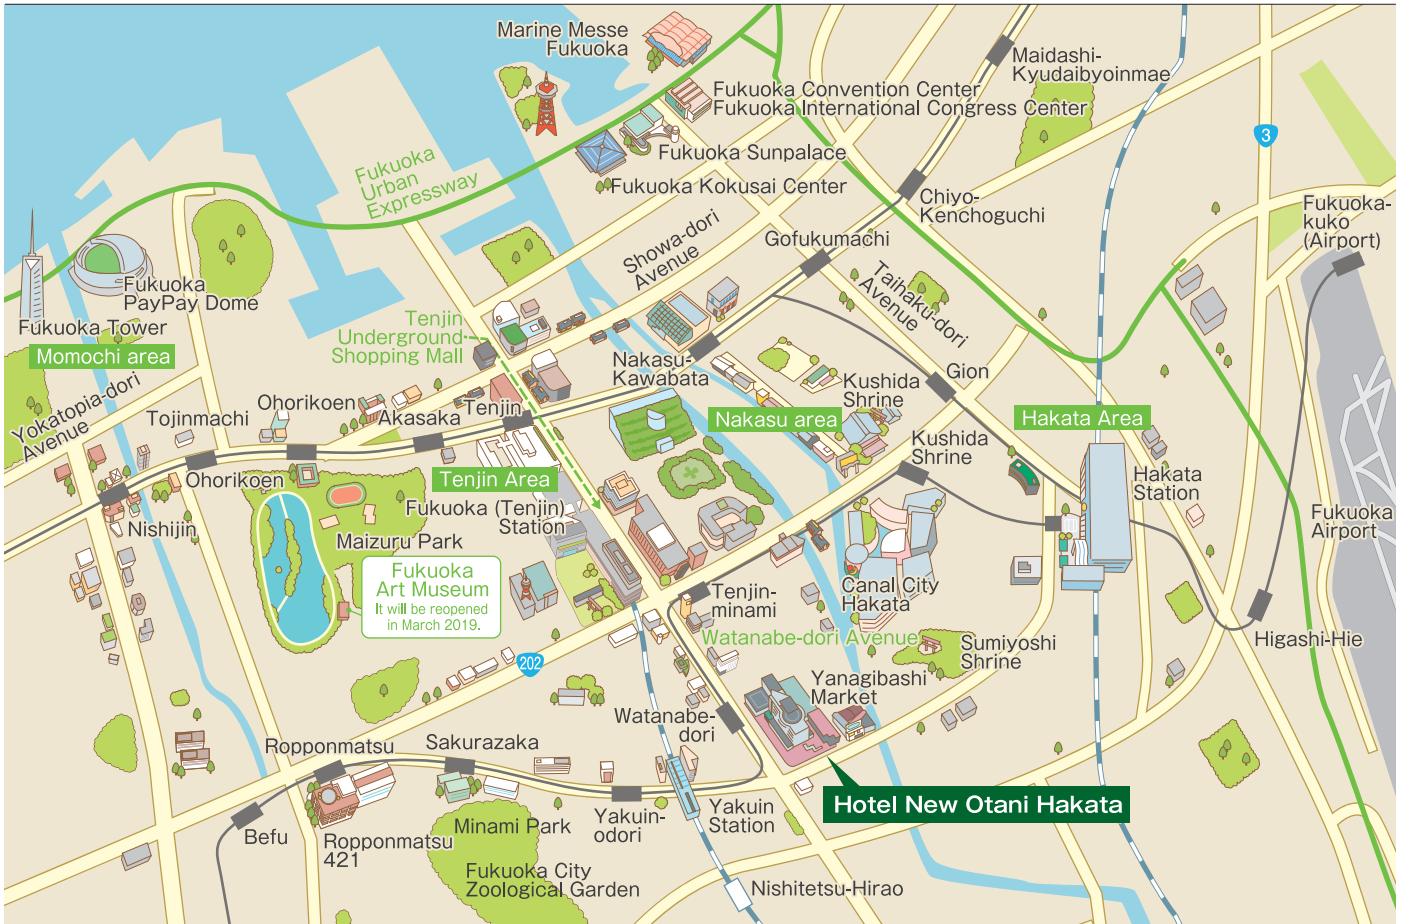 Marine Messe
Fukuoka
Maidashi-
Kyudaibyoinmae
Fukuoka Convention Center
Fukuoka International Congress Center
3
Fukuoka Sunpalace
Fukuoka
Urban
Expressway
Fukuoka Kokusai Center
Chiyo-
Kenchoguchi
Fukuoka-
kuko
(Airport)
Showa-dori
Avenue
Gofukumachi
Taihaku-dori
Avenue
Fukuoka
PayPay Dome
Fukuoka Tower
Momochi area
Tenjin
Underground
Shopping Mall
Nakasu-
Kawabata
Kushida
Shrine
Gion
Yokatopia-dori
Avenue
Tojinmachi
Ohorikoen
Akasaka
Tenjin
Nakasu area
Hakata Area
Kushida
Shrine
Ohorikoen
Tenjin Area
Hakata
Station
Nishijin
Fukuoka (Tenjin)
Station
Fukuoka
Airport
Maizuru Park
Fukuoka
Art Museum
It will be reopened
in March 2019.
Tenjin-
minami
Canal City
Hakata
Watanabe-dori Avenue
Sumiyoshi
Shrine
Higashi-Hie
202
Yanagibashi
Market
Watanabe-
dori
Ropponmatsu
Sakurazaka
Hotel New Otani Hakata
Befu
Ropponmatsu
421
Minami Park
Yakuin-
odori
Yakuin
Station
Fukuoka City
Zoological Garden
Nishitetsu-Hirao